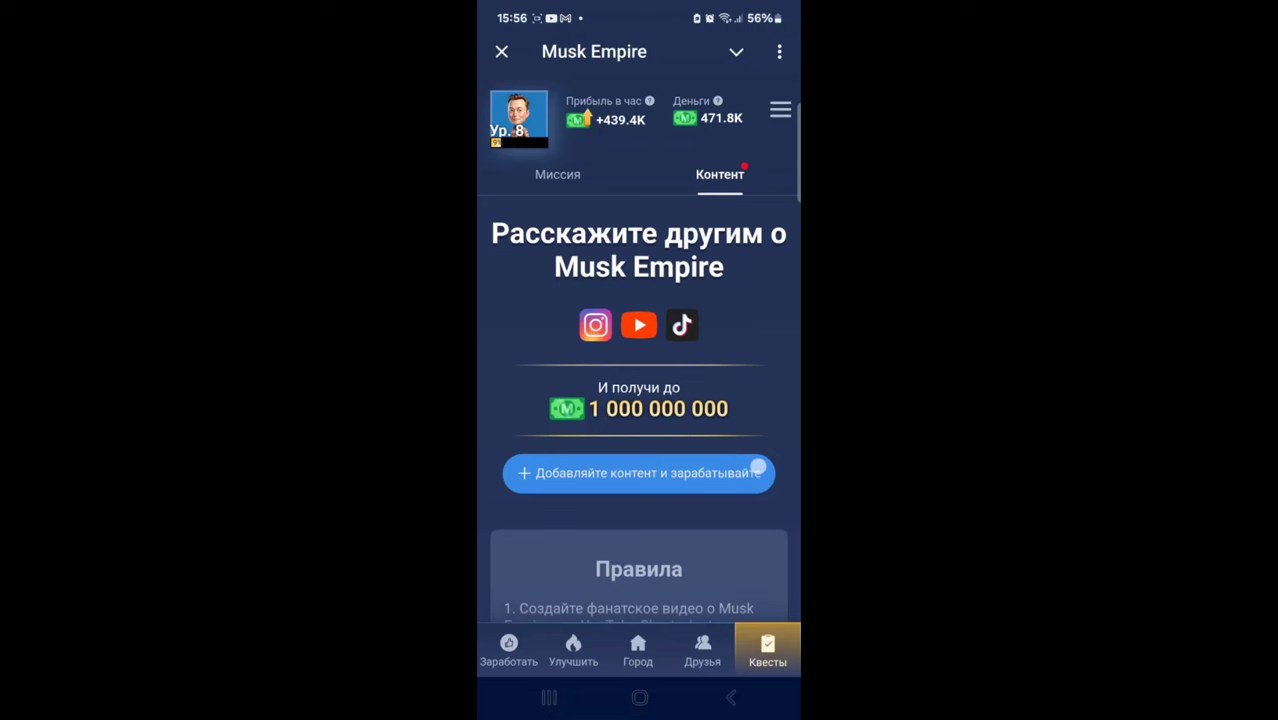 15:56 56%
Musk Empire
Прибыль в час Деньги
+439.4K 471.8K
Ур. 8
Миссия Контент
Расскажите другим о
Musk Empire
И получи до
1 000 000 000
+ Добавляйте контент и зарабатывайте
Правила
1. Создайте фанатское видео о Musk
Заработать Улучшить Город Друзья Квесты